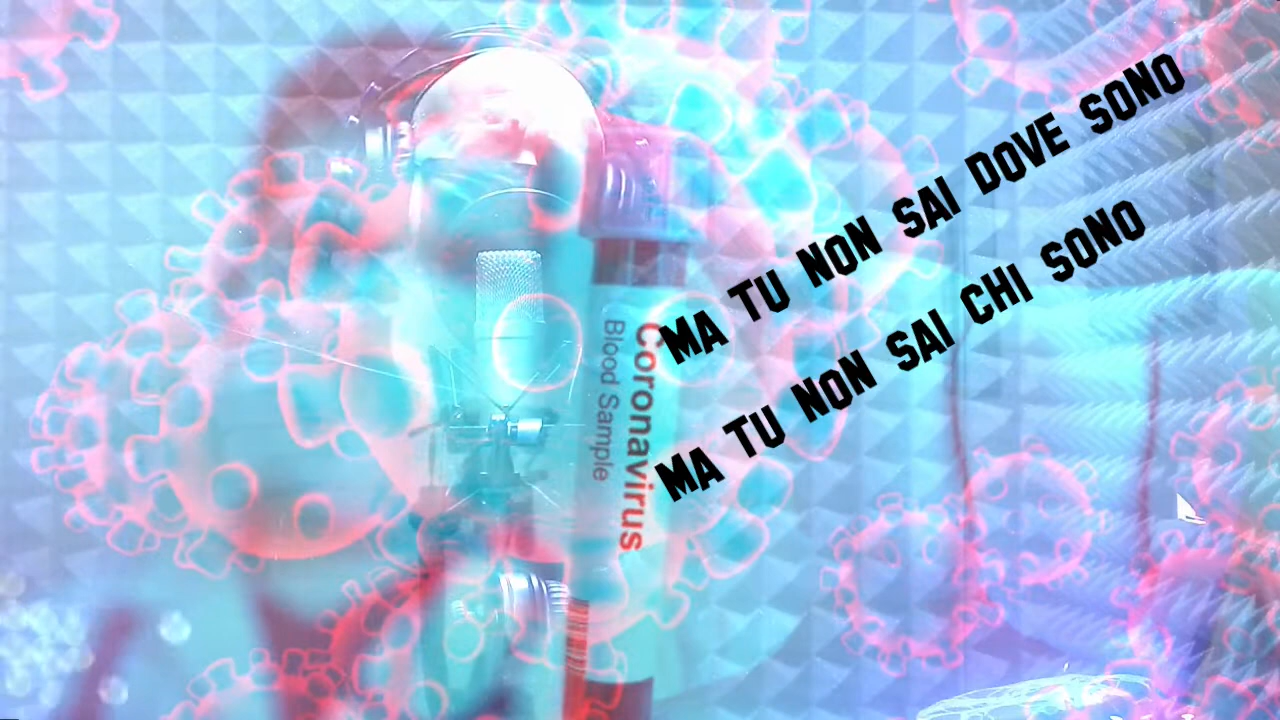 MA TU NON SAI DOVE SONO
MA TU NON SAI CHI SONO
Coronavirus
Blood Sample